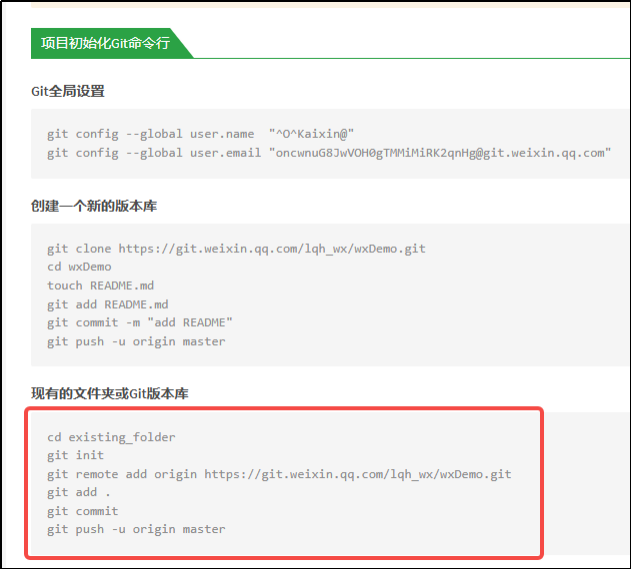 项目初始化Git命令行
Git全局设置
git config --global user.name  "^O^Kaixin@"
git config --global user.email "oncwnuG8JwVOH0gTMMiMiRK2qnHg@git.weixin.qq.com"
创建一个新的版本库
git clone https://git.weixin.qq.com/lqh_wx/wxDemo.git
cd wxDemo
touch README.md
git add README.md
git commit -m "add README"
git push -u origin master
现有的文件夹或Git版本库
cd existing_folder
git init
git remote add origin https://git.weixin.qq.com/lqh_wx/wxDemo.git
git add .
git commit
git push -u origin master